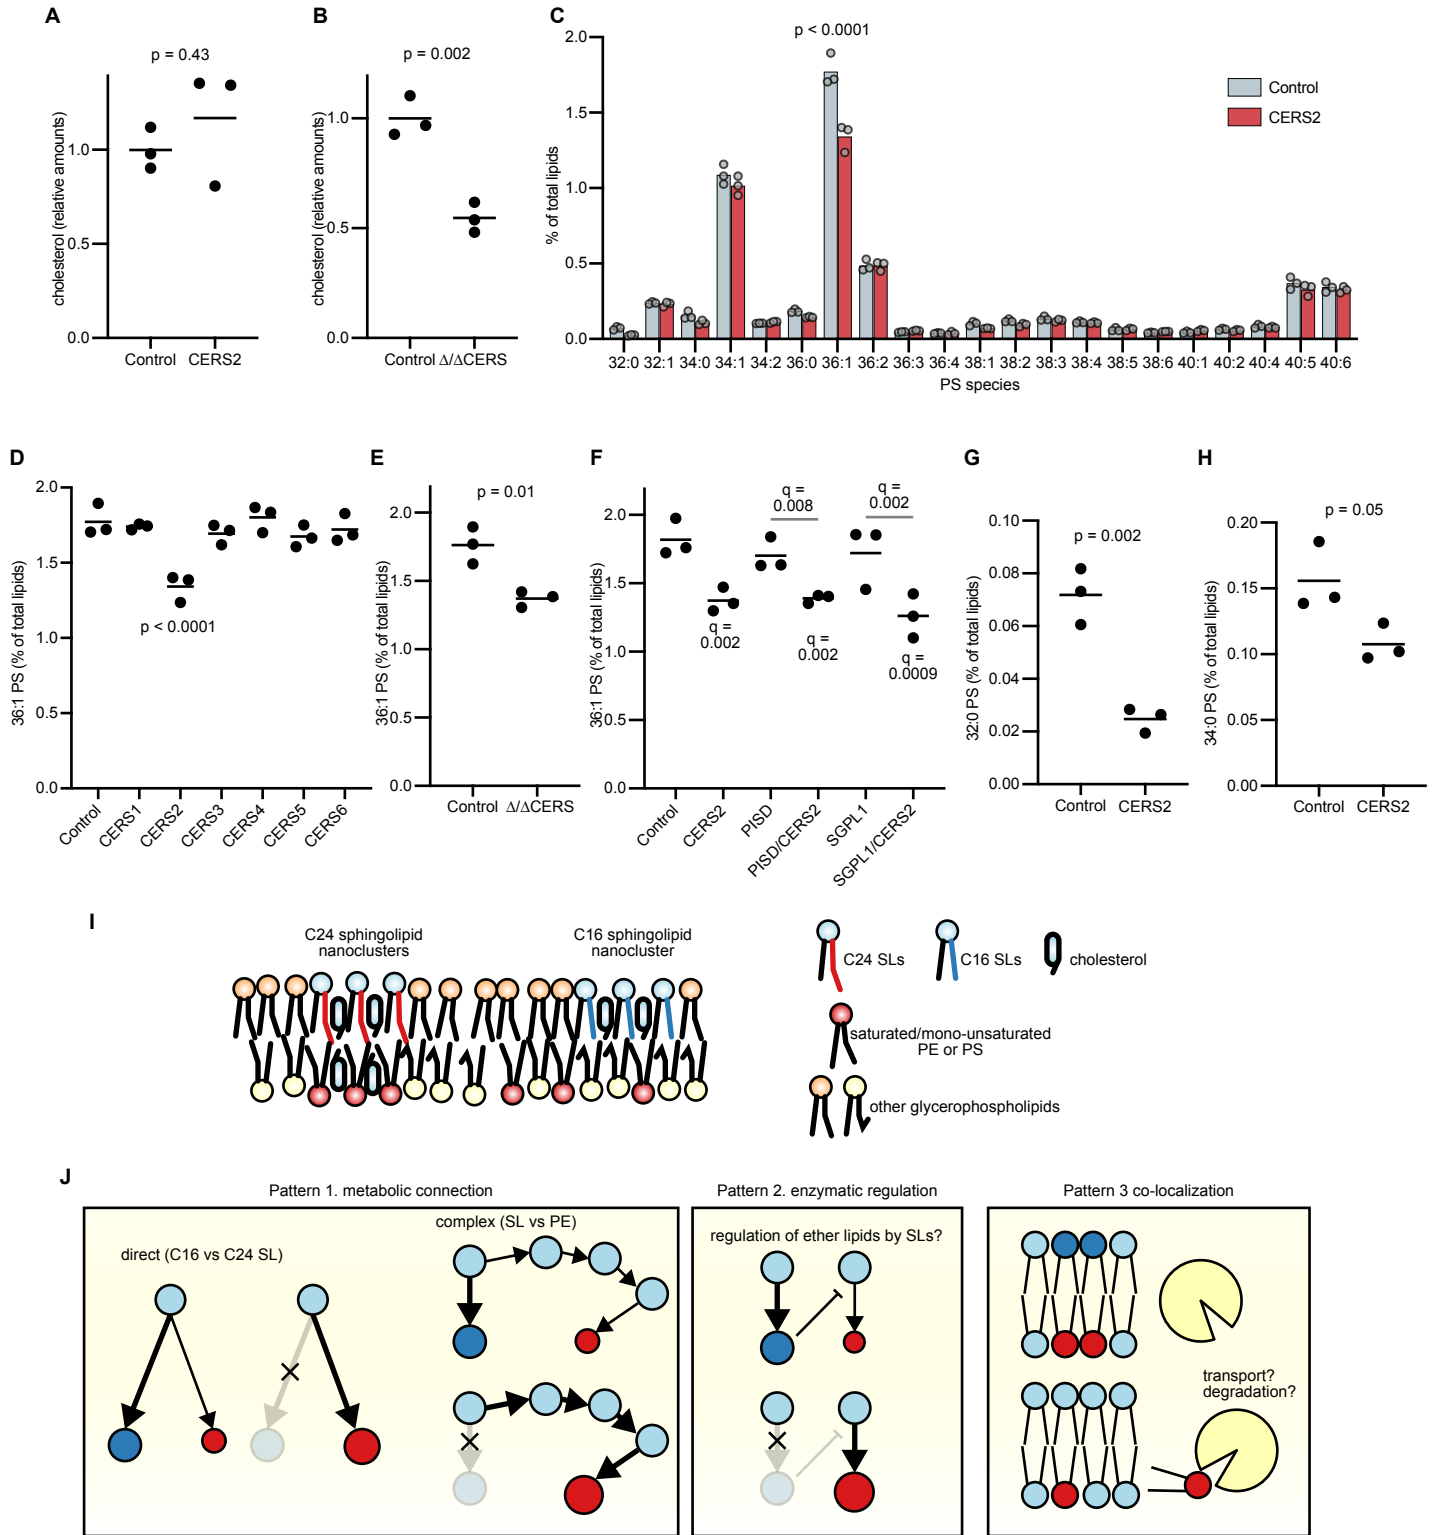 A
p = 0.43
cholesterol (relative amounts)
1.0
0.5
0.0
Control
CERS2
B
p = 0.002
cholesterol (relative amounts)
1.0
0.5
0.0
Control
Δ/ΔCERS
C
p < 0.0001
% of total lipids
2.0
1.5
1.0
0.5
0.0
Control
CERS2
32:0 32:1 34:0 34:1 34:2 36:0 36:1 36:2 36:3 36:4 38:1 38:2 38:3 38:4 38:5 38:6 40:1 40:2 40:4 40:5 40:6
PS species
D
36:1 PS (% of total lipids)
2.0
1.5
1.0
0.5
0.0
p < 0.0001
Control
CERS1
CERS2
CERS3
CERS4
CERS5
CERS6
E
p = 0.01
36:1 PS (% of total lipids)
2.0
1.5
1.0
0.5
0.0
Control
Δ/ΔCERS
F
36:1 PS (% of total lipids)
2.0
1.5
1.0
0.5
0.0
q =
0.008
q =
0.002
q =
0.002
q =
0.002
q =
0.0009
Control
CERS2
PISD
PISD/CERS2
SGPL1
SGPL1/CERS2
G
p = 0.002
32:0 PS (% of total lipids)
0.10
0.08
0.06
0.04
0.02
0.00
Control
CERS2
H
p = 0.05
34:0 PS (% of total lipids)
0.20
0.15
0.10
0.05
0.00
Control
CERS2
I
C24 sphingolipid
nanoclusters
C16 sphingolipid
nanocluster
C24 SLs
C16 SLs
cholesterol
saturated/mono-unsaturated
PE or PS
other glycerophospholipids
J
Pattern 1. metabolic connection
direct (C16 vs C24 SL)
complex (SL vs PE)
Pattern 2. enzymatic regulation
regulation of ether lipids by SLs?
Pattern 3 co-localization
transport?
degradation?